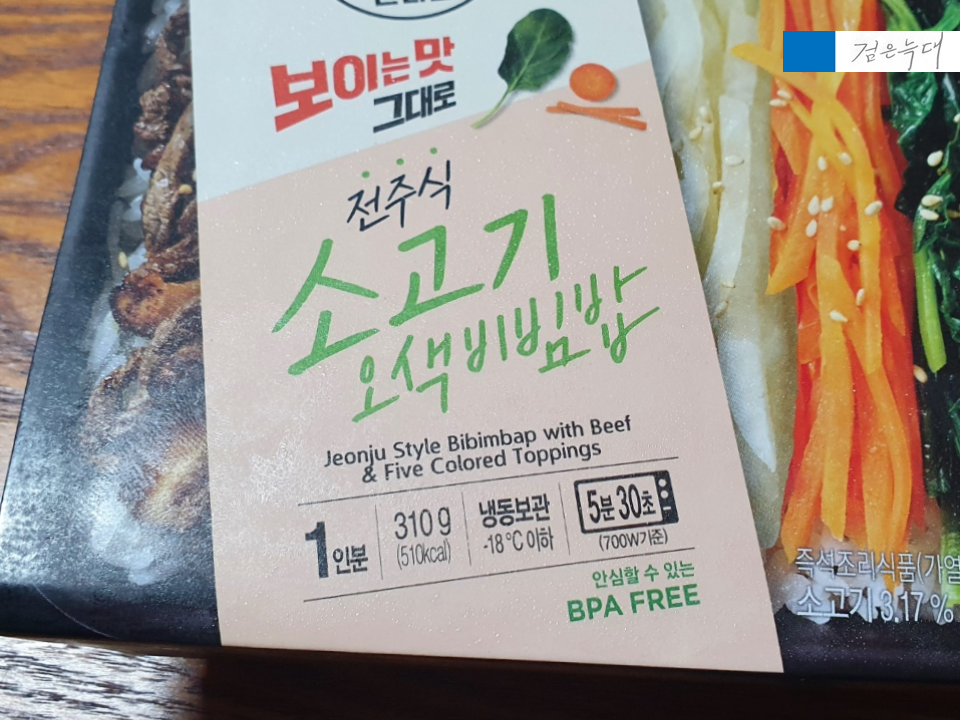 검은늑대
보이는 맛
그대로
전주식
소고기
오색비빔밥
Jeonju Style Bibimbap with Beef
& Five Colored Toppings
1인분
310 g
(510kcal)
냉동보관
-18℃ 이하
5분 30초
(700W기준)
안심할 수 있는
BPA FREE
즉석조리식품(가열
소고기 3.17 %